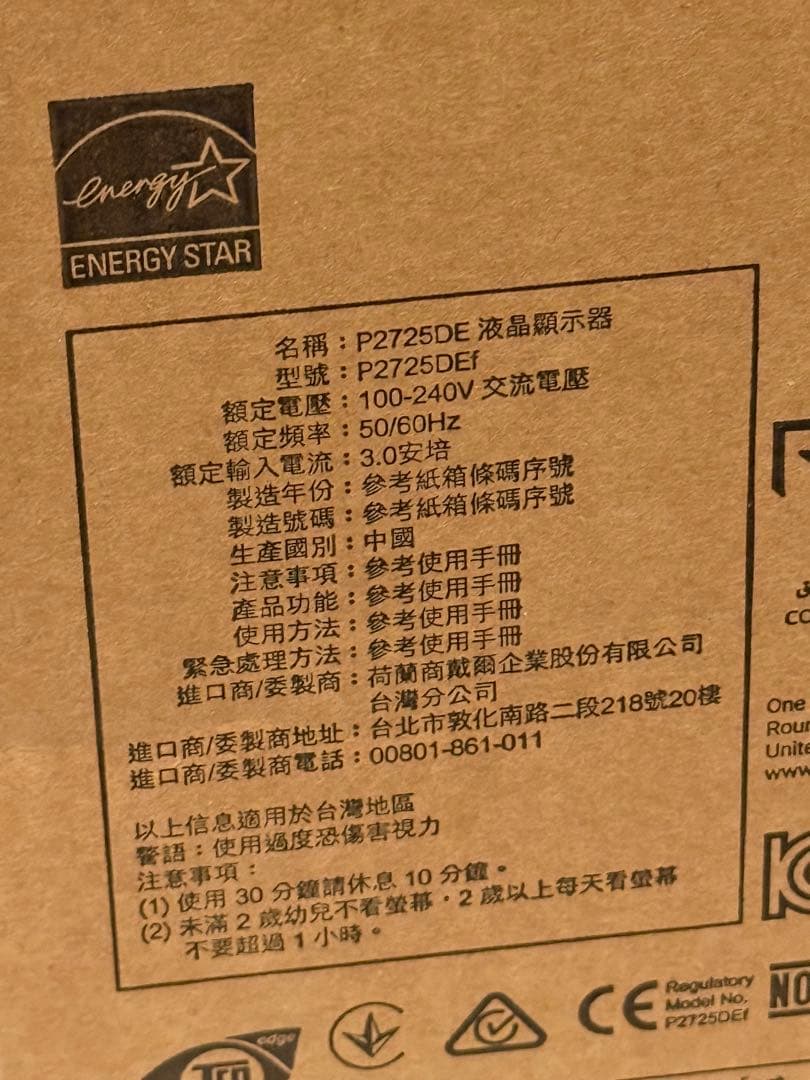 energy
ENERGY STAR
名稱：P2725DE 液晶顯示器
型號：P2725DEf
額定電壓：100-240V 交流電壓
額定頻率：50/60Hz
額定輸入電流：3.0安培
製造年份：參考紙箱條碼序號
製造號碼：參考紙箱條碼序號
生產國別：中國
注意事項：參考使用手冊
產品功能：參考使用手冊
使用方法：參考使用手冊
緊急處理方法：參考使用手冊
進口商/委製商：荷蘭商戴爾企業股份有限公司
台灣分公司
進口商/委製商地址：台北市敦化南路二段218號20樓
進口商/委製商電話：00801-861-011
以上信息適用於台灣地區
警語：使用過度恐傷害視力
注意事項：
(1) 使用 30 分鐘請休息 10 分鐘。
(2) 未滿 2 歲幼兒不看螢幕，2 歲以上每天看螢幕
不要超過 1 小時。
One
Roun
Unite
www
CE
Regulatory
Model No.
P2725DEf
NO
edge
TCO